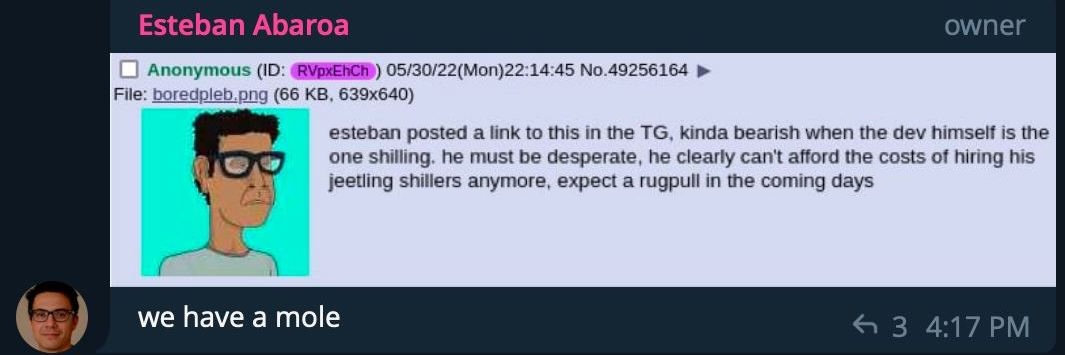 Esteban Abaroa owner
Anonymous (ID: RVpxEhCh) 05/30/22(Mon)22:14:45 No.49256164 ▶
File: boredpleb.png (66 KB, 639x640)
esteban posted a link to this in the TG, kinda bearish when the dev himself is the
one shilling. he must be desperate, he clearly can't afford the costs of hiring his
jeetling shillers anymore, expect a rugpull in the coming days
we have a mole
3 4:17 PM